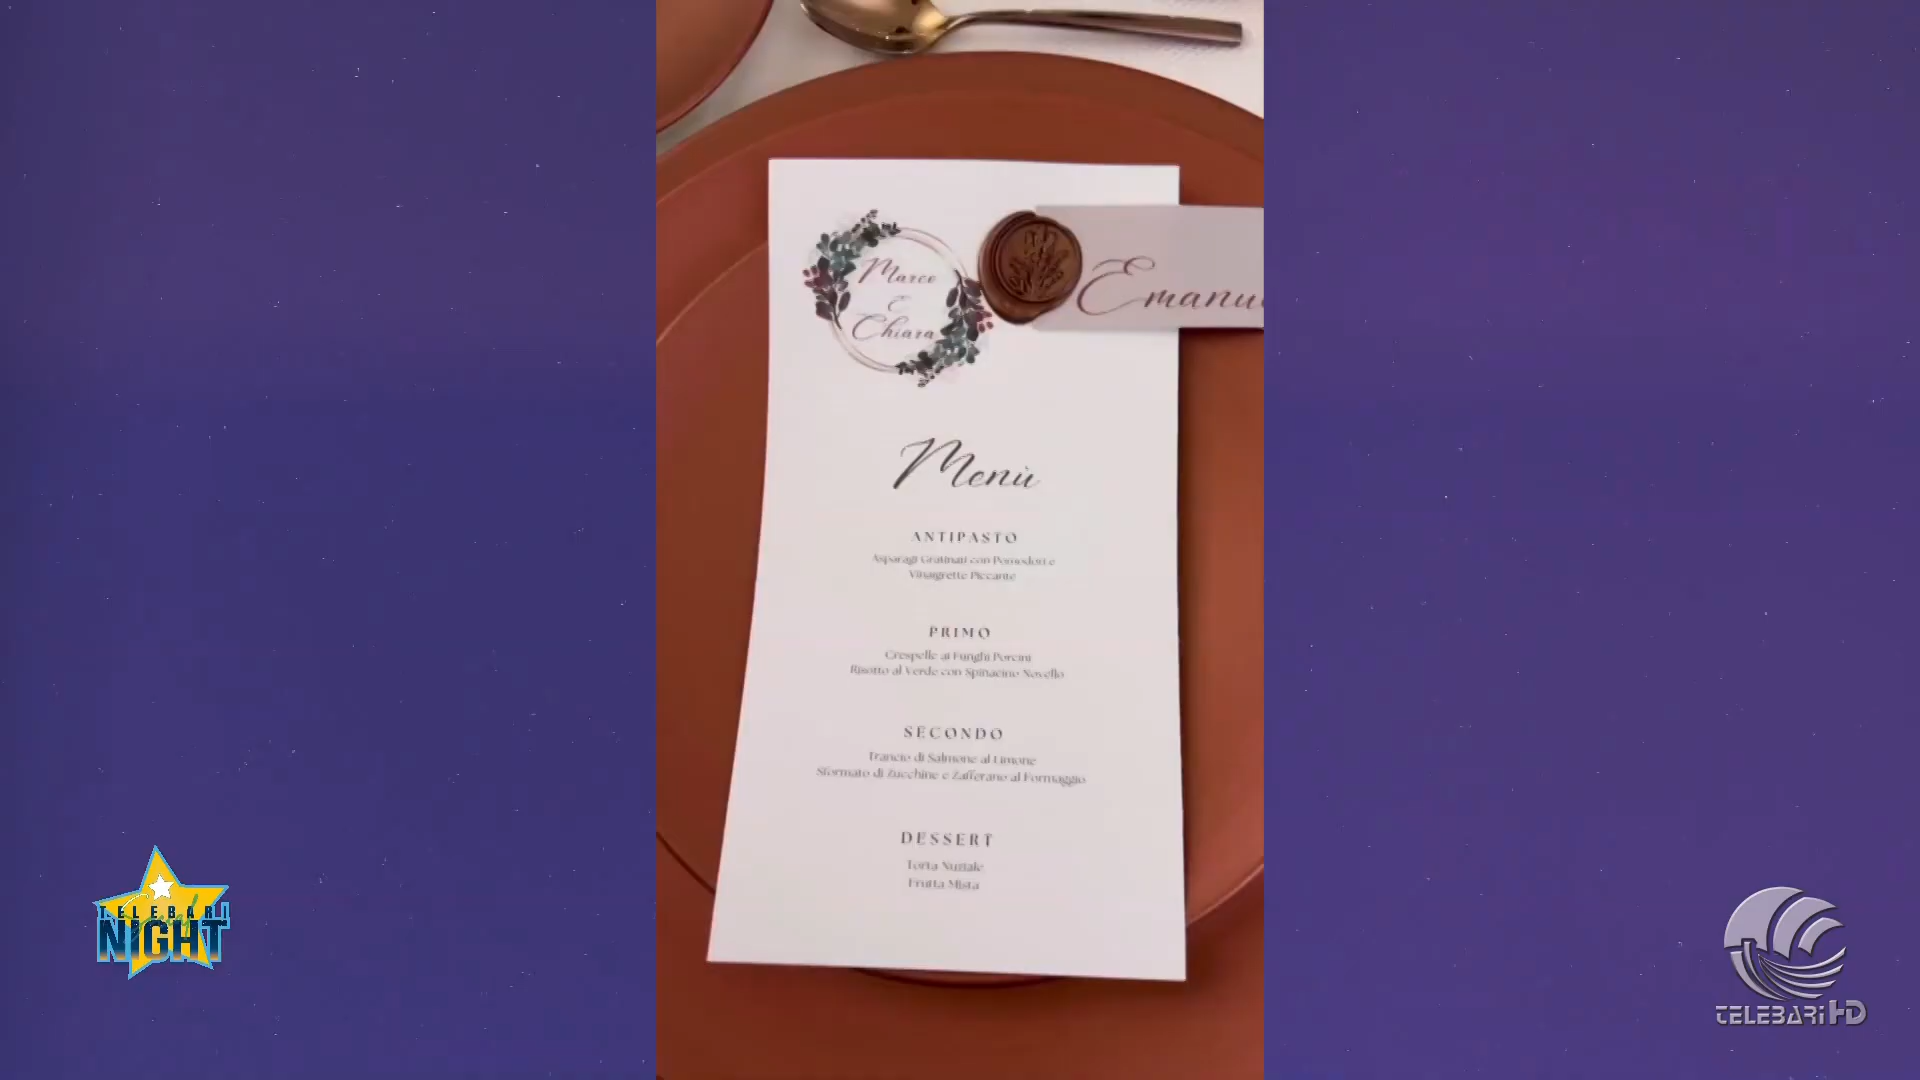 Marco
E
Chiara
Emanu
Menù
ANTIPASTO
Asparagi Gratinati con Pomodori e
Vinaigrette Piccante
PRIMO
Crespelle ai Funghi Porcini
Risotto al Verde con Spinacino Novello
SECONDO
Trancio di Salmone al Limone
Sformato di Zucchine e Zafferano al Formaggio
DESSERT
Torta Nuziale
Frutta Mista
TELEBARI
Social
NIGHT
TELEBARI HD